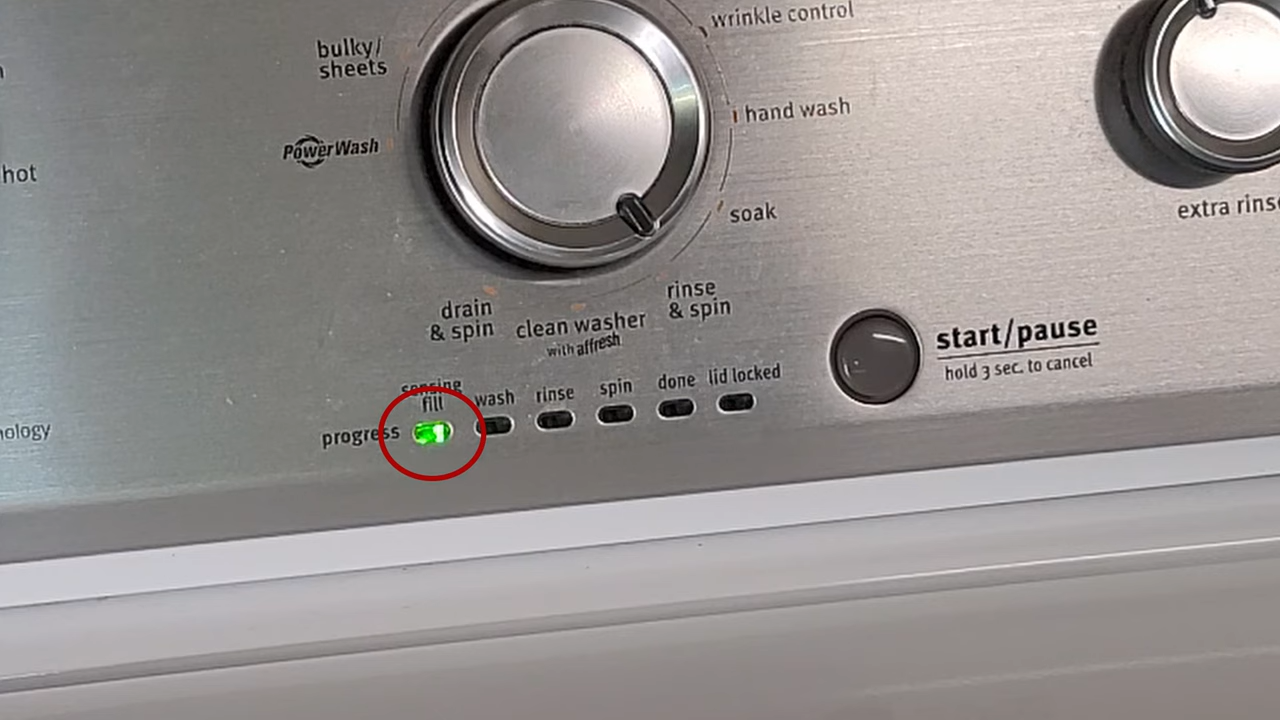 wrinkle control
bulky/
sheets
hand wash
PowerWash
hot
soak
extra rinse
drain
& spin
clean washer
with affresh
rinse
& spin
start/pause
hold 3 sec. to cancel
sensing
fill
wash
rinse
spin
done
lid locked
progress